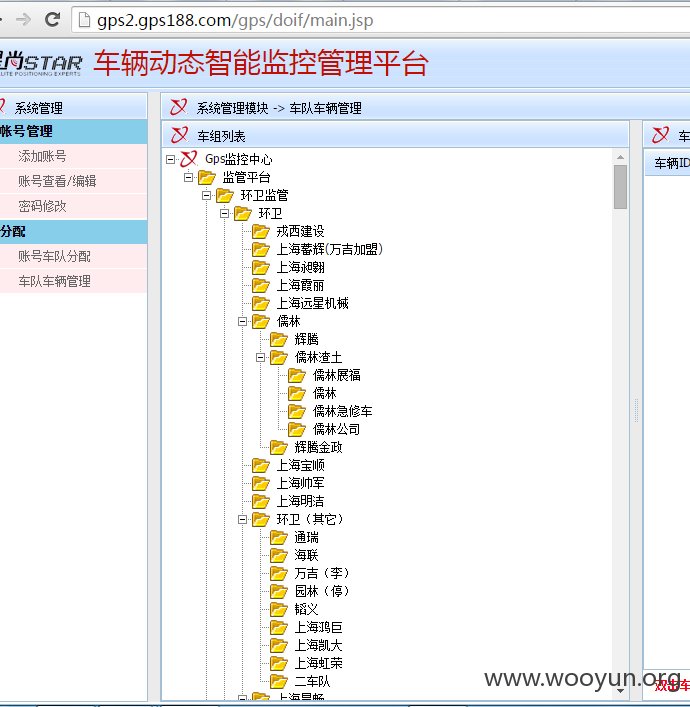 gps2.gps188.com/gps/doif/main.jsp
尚STAR 车辆动态智能监控管理平台
ELITE POSITIONING EXPERTS
系统管理
帐号管理
添加账号
账号查看/编辑
密码修改
分配
账号车队分配
车队车辆管理
系统管理模块 -> 车队车辆管理
车组列表
Gps监控中心
监管平台
环卫监管
环卫
戎西建设
上海蓄辉(万吉加盟)
上海昶翱
上海霞丽
上海远星机械
儒林
辉腾
儒林渣土
儒林展福
儒林
儒林急修车
儒林公司
辉腾金政
上海宝顺
上海帅军
上海明洁
环卫（其它）
通瑞
海联
万吉（李）
园林（停）
韬义
上海鸿巨
上海凯大
上海虹荣
二车队
车
车辆ID
双击车
www.wooyun.org